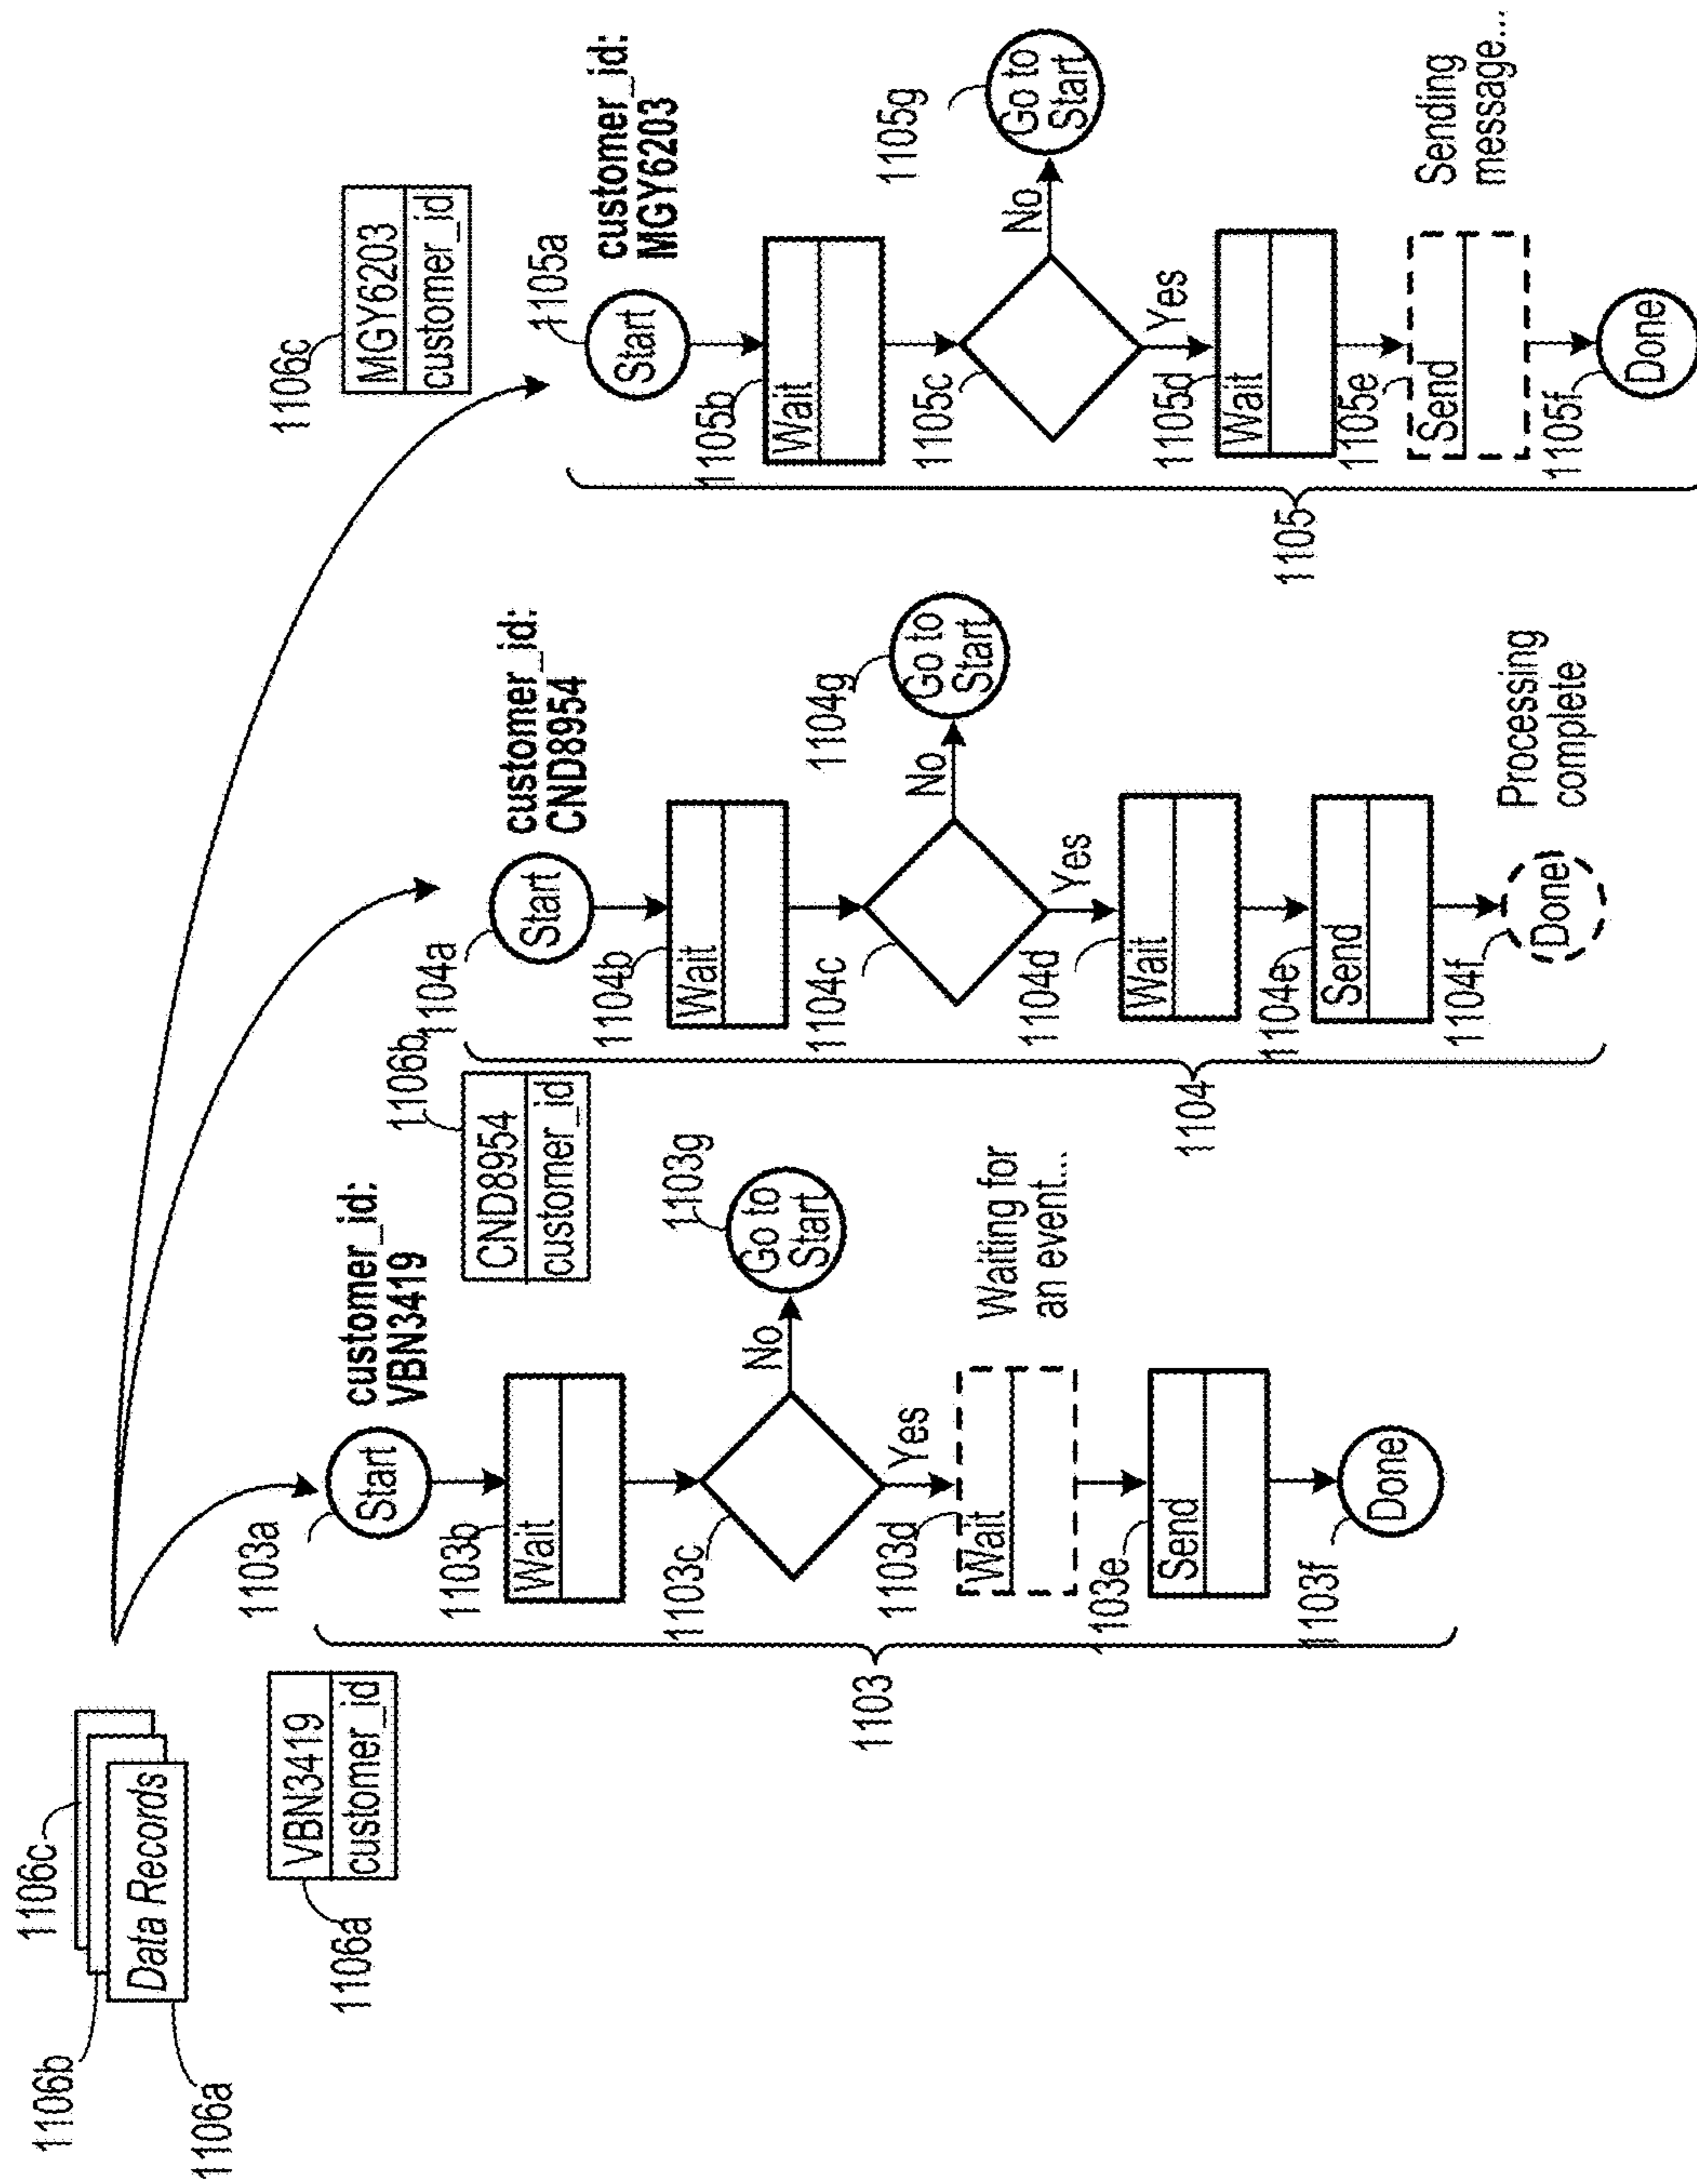 1106c
1106b
Data Records
1106a
VBN3419
customer_id
1106a
1103a
Start
customer_id:
VBN3419
1103b
Wait
1103c
No
Go to
Start
1103g
Yes
1103d
Wait
Waiting for
an event...
1103e
Send
1103f
Done
1103
1106b
CND8954
customer_id
1104a
Start
customer_id:
CND8954
1104b
Wait
1104c
No
Go to
Start
1104g
Yes
1104d
Wait
1104e
Send
1104f
Done
Processing
complete
1104
1106c
MGY6203
customer_id
1105a
Start
customer_id:
MGY6203
1105b
Wait
1105c
No
Go to
Start
1105g
Yes
1105d
Wait
1105e
Send
Sending
message...
1105f
Done
1105